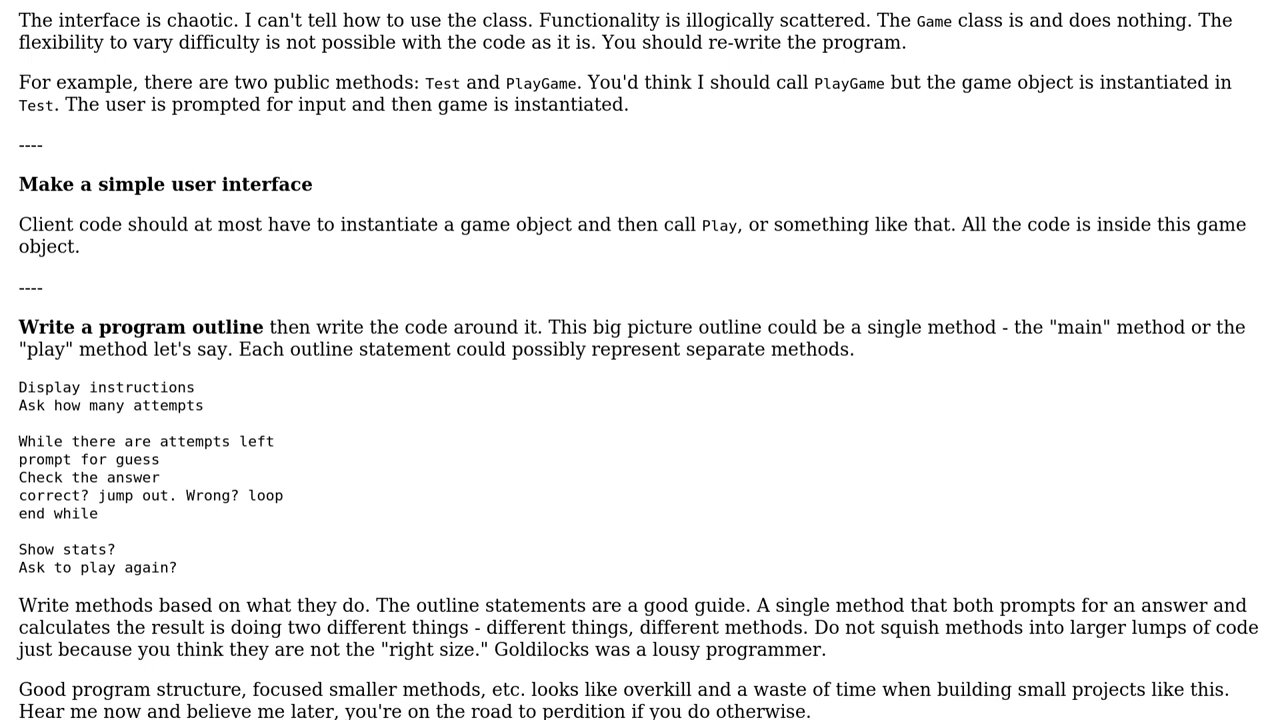 The interface is chaotic. I can't tell how to use the class. Functionality is illogically scattered. The Game class is and does nothing. The
flexibility to vary difficulty is not possible with the code as it is. You should re-write the program.
For example, there are two public methods: Test and PlayGame. You'd think I should call PlayGame but the game object is instantiated in
Test. The user is prompted for input and then game is instantiated.
----
Make a simple user interface
Client code should at most have to instantiate a game object and then call Play, or something like that. All the code is inside this game
object.
----
Write a program outline then write the code around it. This big picture outline could be a single method - the "main" method or the
"play" method let's say. Each outline statement could possibly represent separate methods.
Display instructions
Ask how many attempts
While there are attempts left
prompt for guess
Check the answer
correct? jump out. Wrong? loop
end while
Show stats?
Ask to play again?
Write methods based on what they do. The outline statements are a good guide. A single method that both prompts for an answer and
calculates the result is doing two different things - different things, different methods. Do not squish methods into larger lumps of code
just because you think they are not the "right size." Goldilocks was a lousy programmer.
Good program structure, focused smaller methods, etc. looks like overkill and a waste of time when building small projects like this.
Hear me now and believe me later, you're on the road to perdition if you do otherwise.